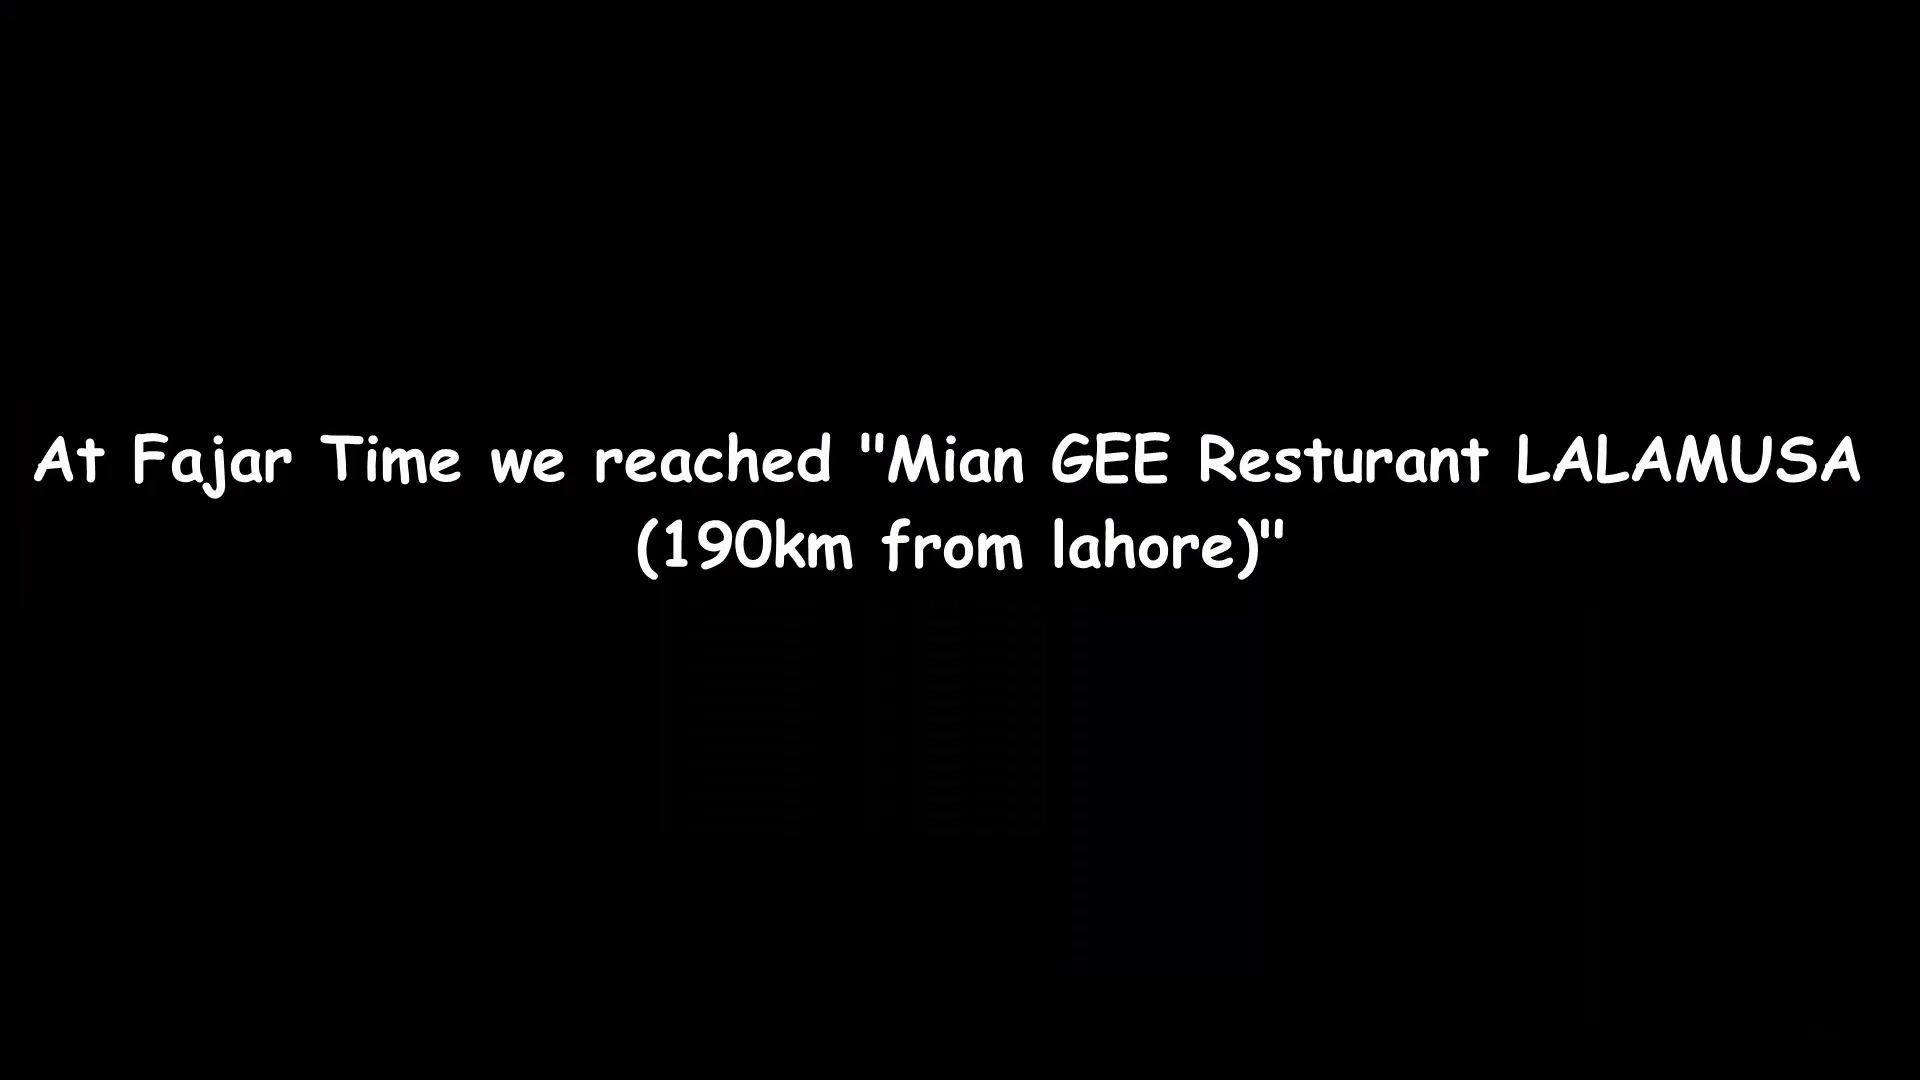 At Fajar Time we reached "Mian GEE Resturant LALAMUSA
(190km from lahore)"